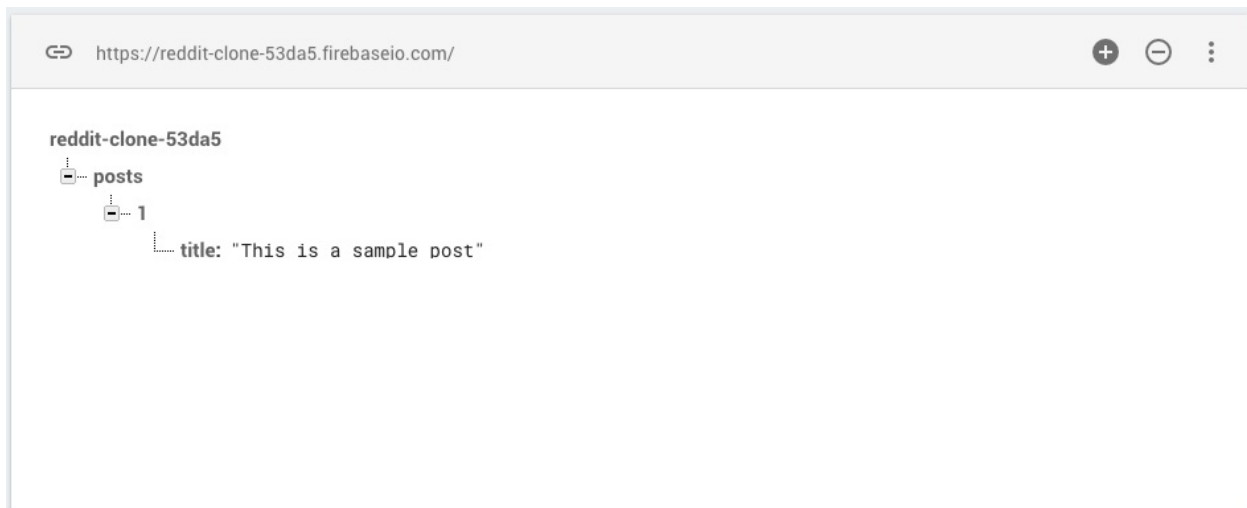 https://reddit-clone-53da5.firebaseio.com/
reddit-clone-53da5
posts
1
title: "This is a sample post"